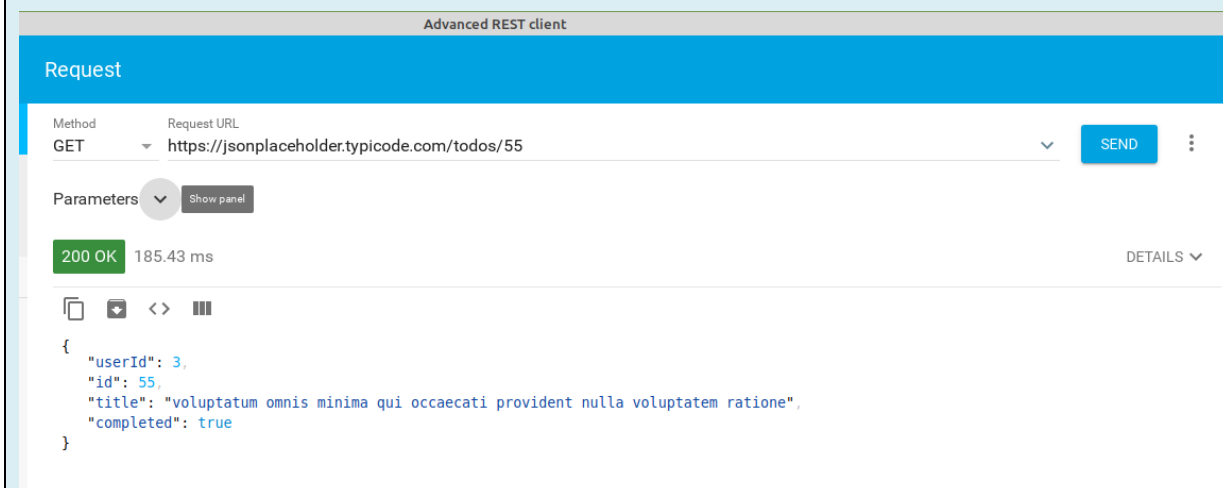 Advanced REST client
Request
Method Request URL
GET https://jsonplaceholder.typicode.com/todos/55 SEND
Parameters Show panel
200 OK 185.43 ms DETAILS
{
"userId": 3,
"id": 55,
"title": "voluptatum omnis minima qui occaecati provident nulla voluptatem ratione",
"completed": true
}